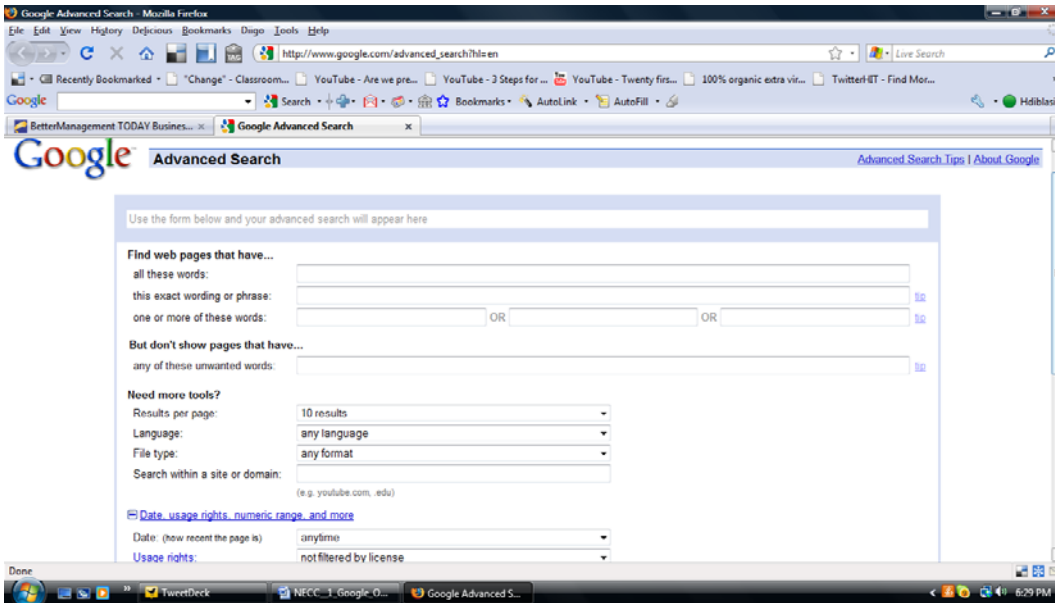 Google Advanced Search - Mozilla Firefox
File Edit View History Delicious Bookmarks Diigo Tools Help
http://www.google.com/advanced_search?hl=en Live Search
Recently Bookmarked "Change" - Classroom... YouTube - Are we pre... YouTube - 3 Steps for ... YouTube - Twenty firs... 100% organic extra vir... TwitterHIT - Find Mor...
Google Search Bookmarks AutoLink AutoFill Hdiblasi
BetterManagement TODAY Busines... Google Advanced Search
Google Advanced Search Advanced Search Tips | About Google
Use the form below and your advanced search will appear here
Find web pages that have...
all these words:
this exact wording or phrase: tip
one or more of these words: OR OR tip
But don't show pages that have...
any of these unwanted words: tip
Need more tools?
Results per page: 10 results
Language: any language
File type: any format
Search within a site or domain:
(e.g. youtube.com, .edu)
Date, usage rights, numeric range, and more
Date: (how recent the page is) anytime
Usage rights: not filtered by license
Done
TweetDeck NECC_1_Google_O... Google Advanced S... 6:29 PM